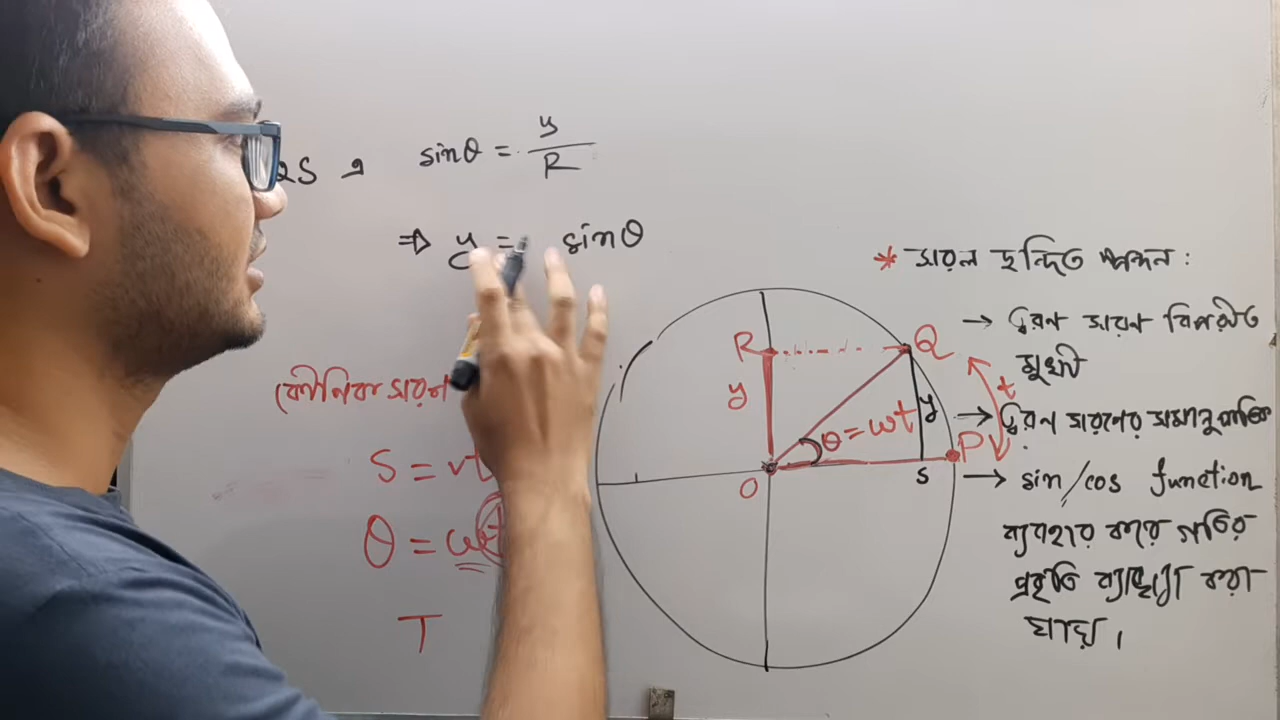 QS এ sinθ = y/R
⇒ y = sinθ
কৌনিক সরণ
S = vt
θ = ωt
T
R
Q
y
y
θ = ωt
t
P
O
S
* সরল ছন্দিত স্পন্দন :
→ ত্বরণ সরণ বিপরীত
মুখী
→ ত্বরণ সরণের সমানুপাতিক
→ sin/cos function
ব্যবহার করে গতির
প্রকৃতি ব্যাখ্যা করা
যায়।